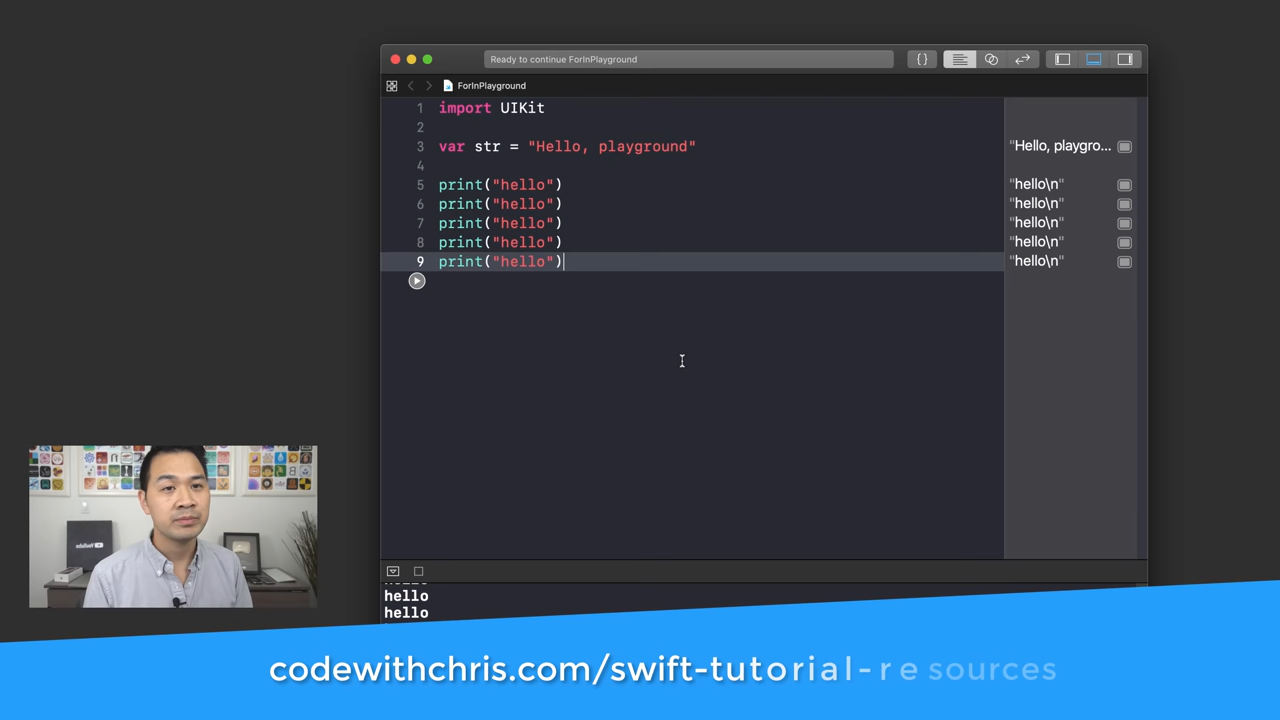 Ready to continue ForInPlayground
{}
ForInPlayground
1 import UIKit
2
3 var str = "Hello, playground"
"Hello, playgro...
4
5 print("hello")
"hello\n"
6 print("hello")
"hello\n"
7 print("hello")
"hello\n"
8 print("hello")
"hello\n"
9 print("hello")
"hello\n"
YouTube
hello
hello
codewithchris.com/swift-tutorial-resources